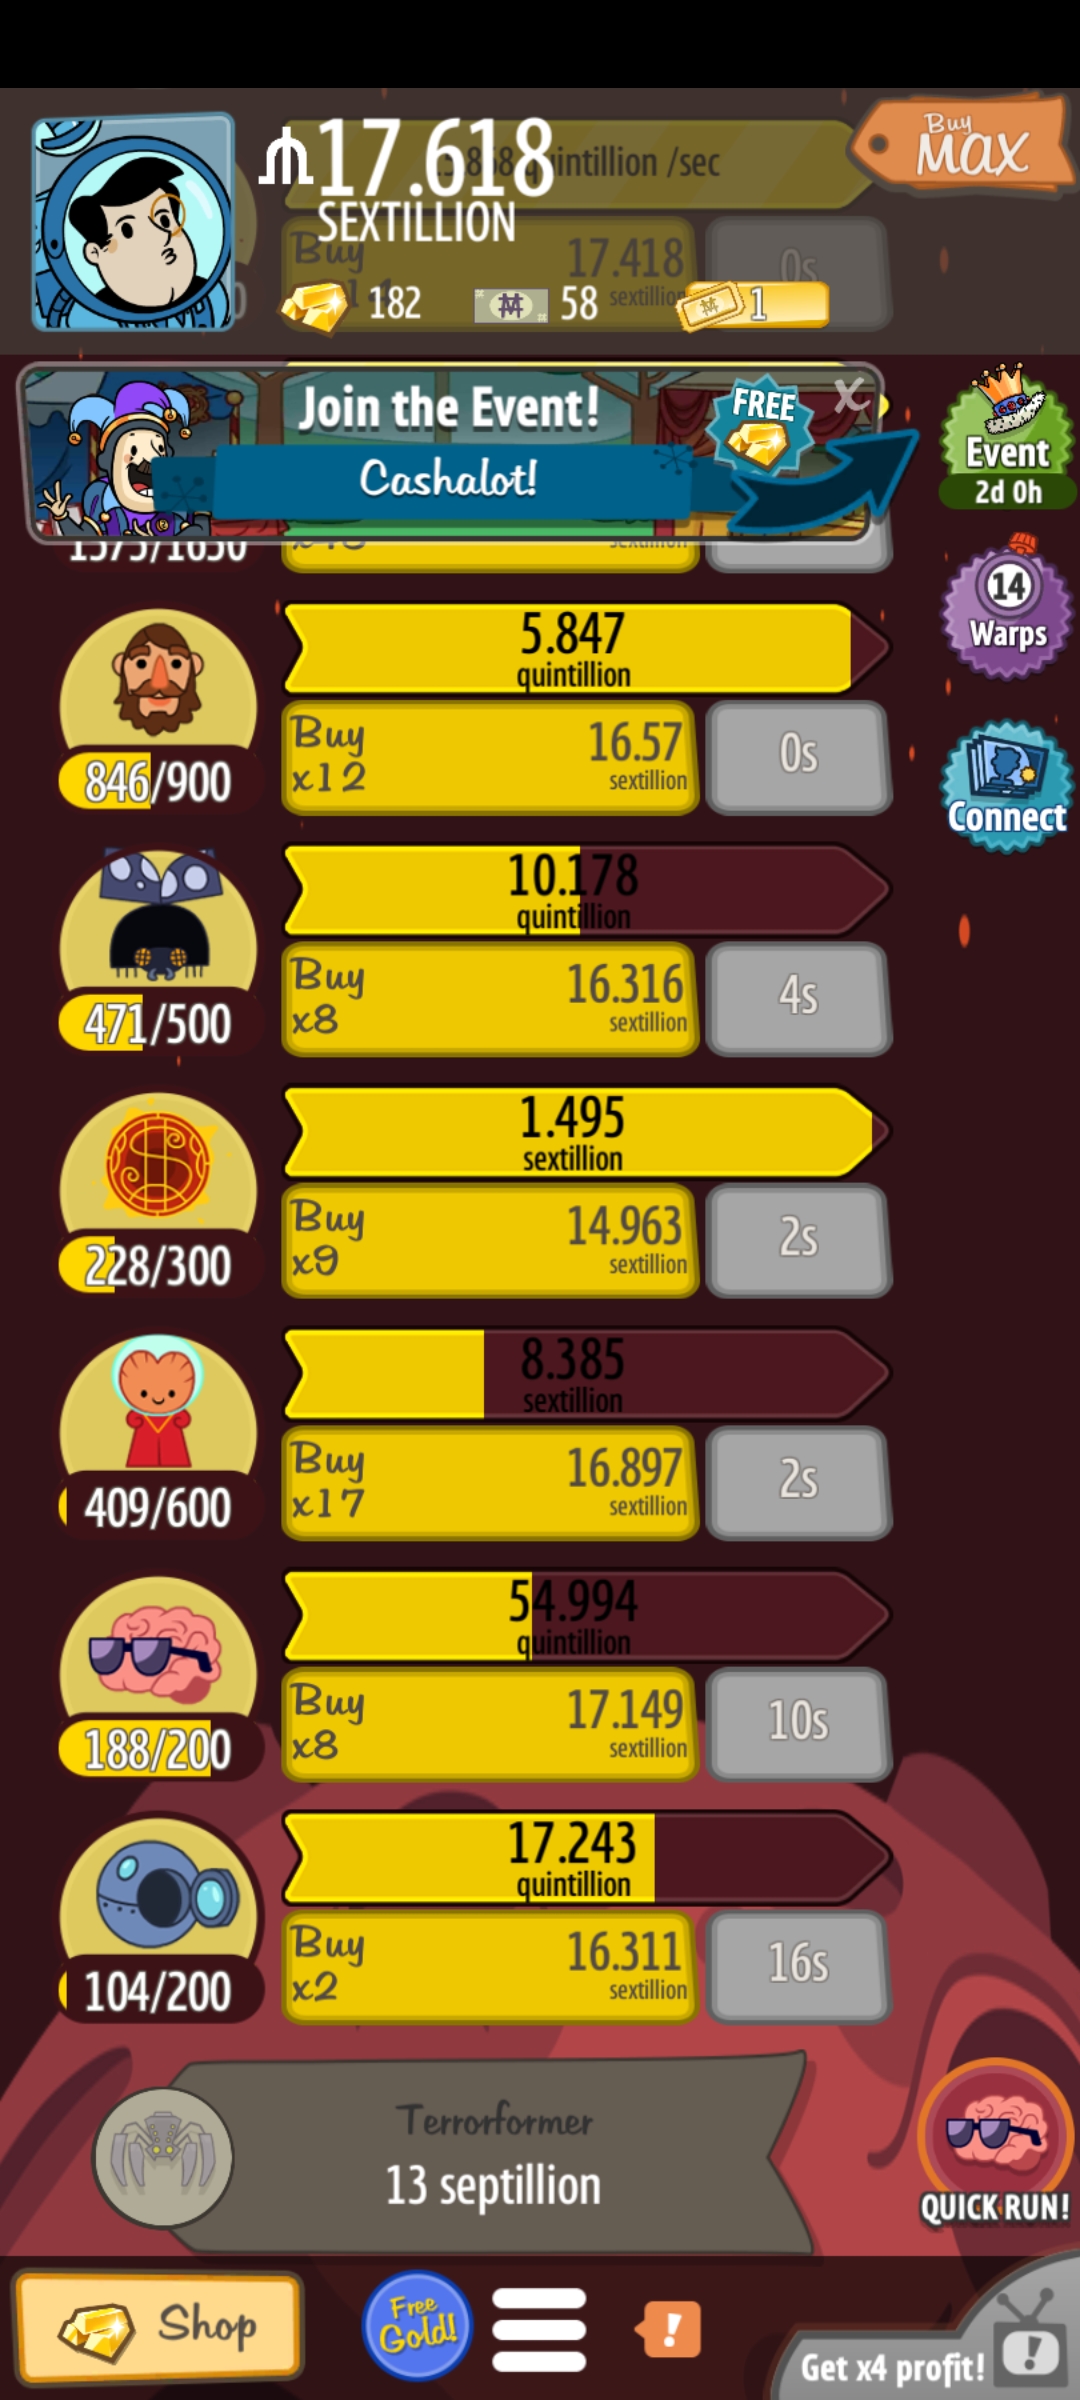 17.618
SEXTILLION
quintillion /sec
Buy
MAX
Buy
17.418
0s
182
58
1
Join the Event!
Cashalot!
FREE
X
Event
2d 0h
1575/1650
14
Warps
5.847
quintillion
Buy
x12
16.57
sextillion
0s
846/900
Connect
10.178
quintillion
Buy
x8
16.316
sextillion
4s
471/500
1.495
sextillion
Buy
x9
14.963
sextillion
2s
228/300
8.385
sextillion
Buy
x17
16.897
sextillion
2s
409/600
54.994
quintillion
Buy
x8
17.149
sextillion
10s
188/200
17.243
quintillion
Buy
x2
16.311
sextillion
16s
104/200
Terrorformer
13 septillion
QUICK RUN!
Shop
Free
Gold!
!
Get x4 profit!
!